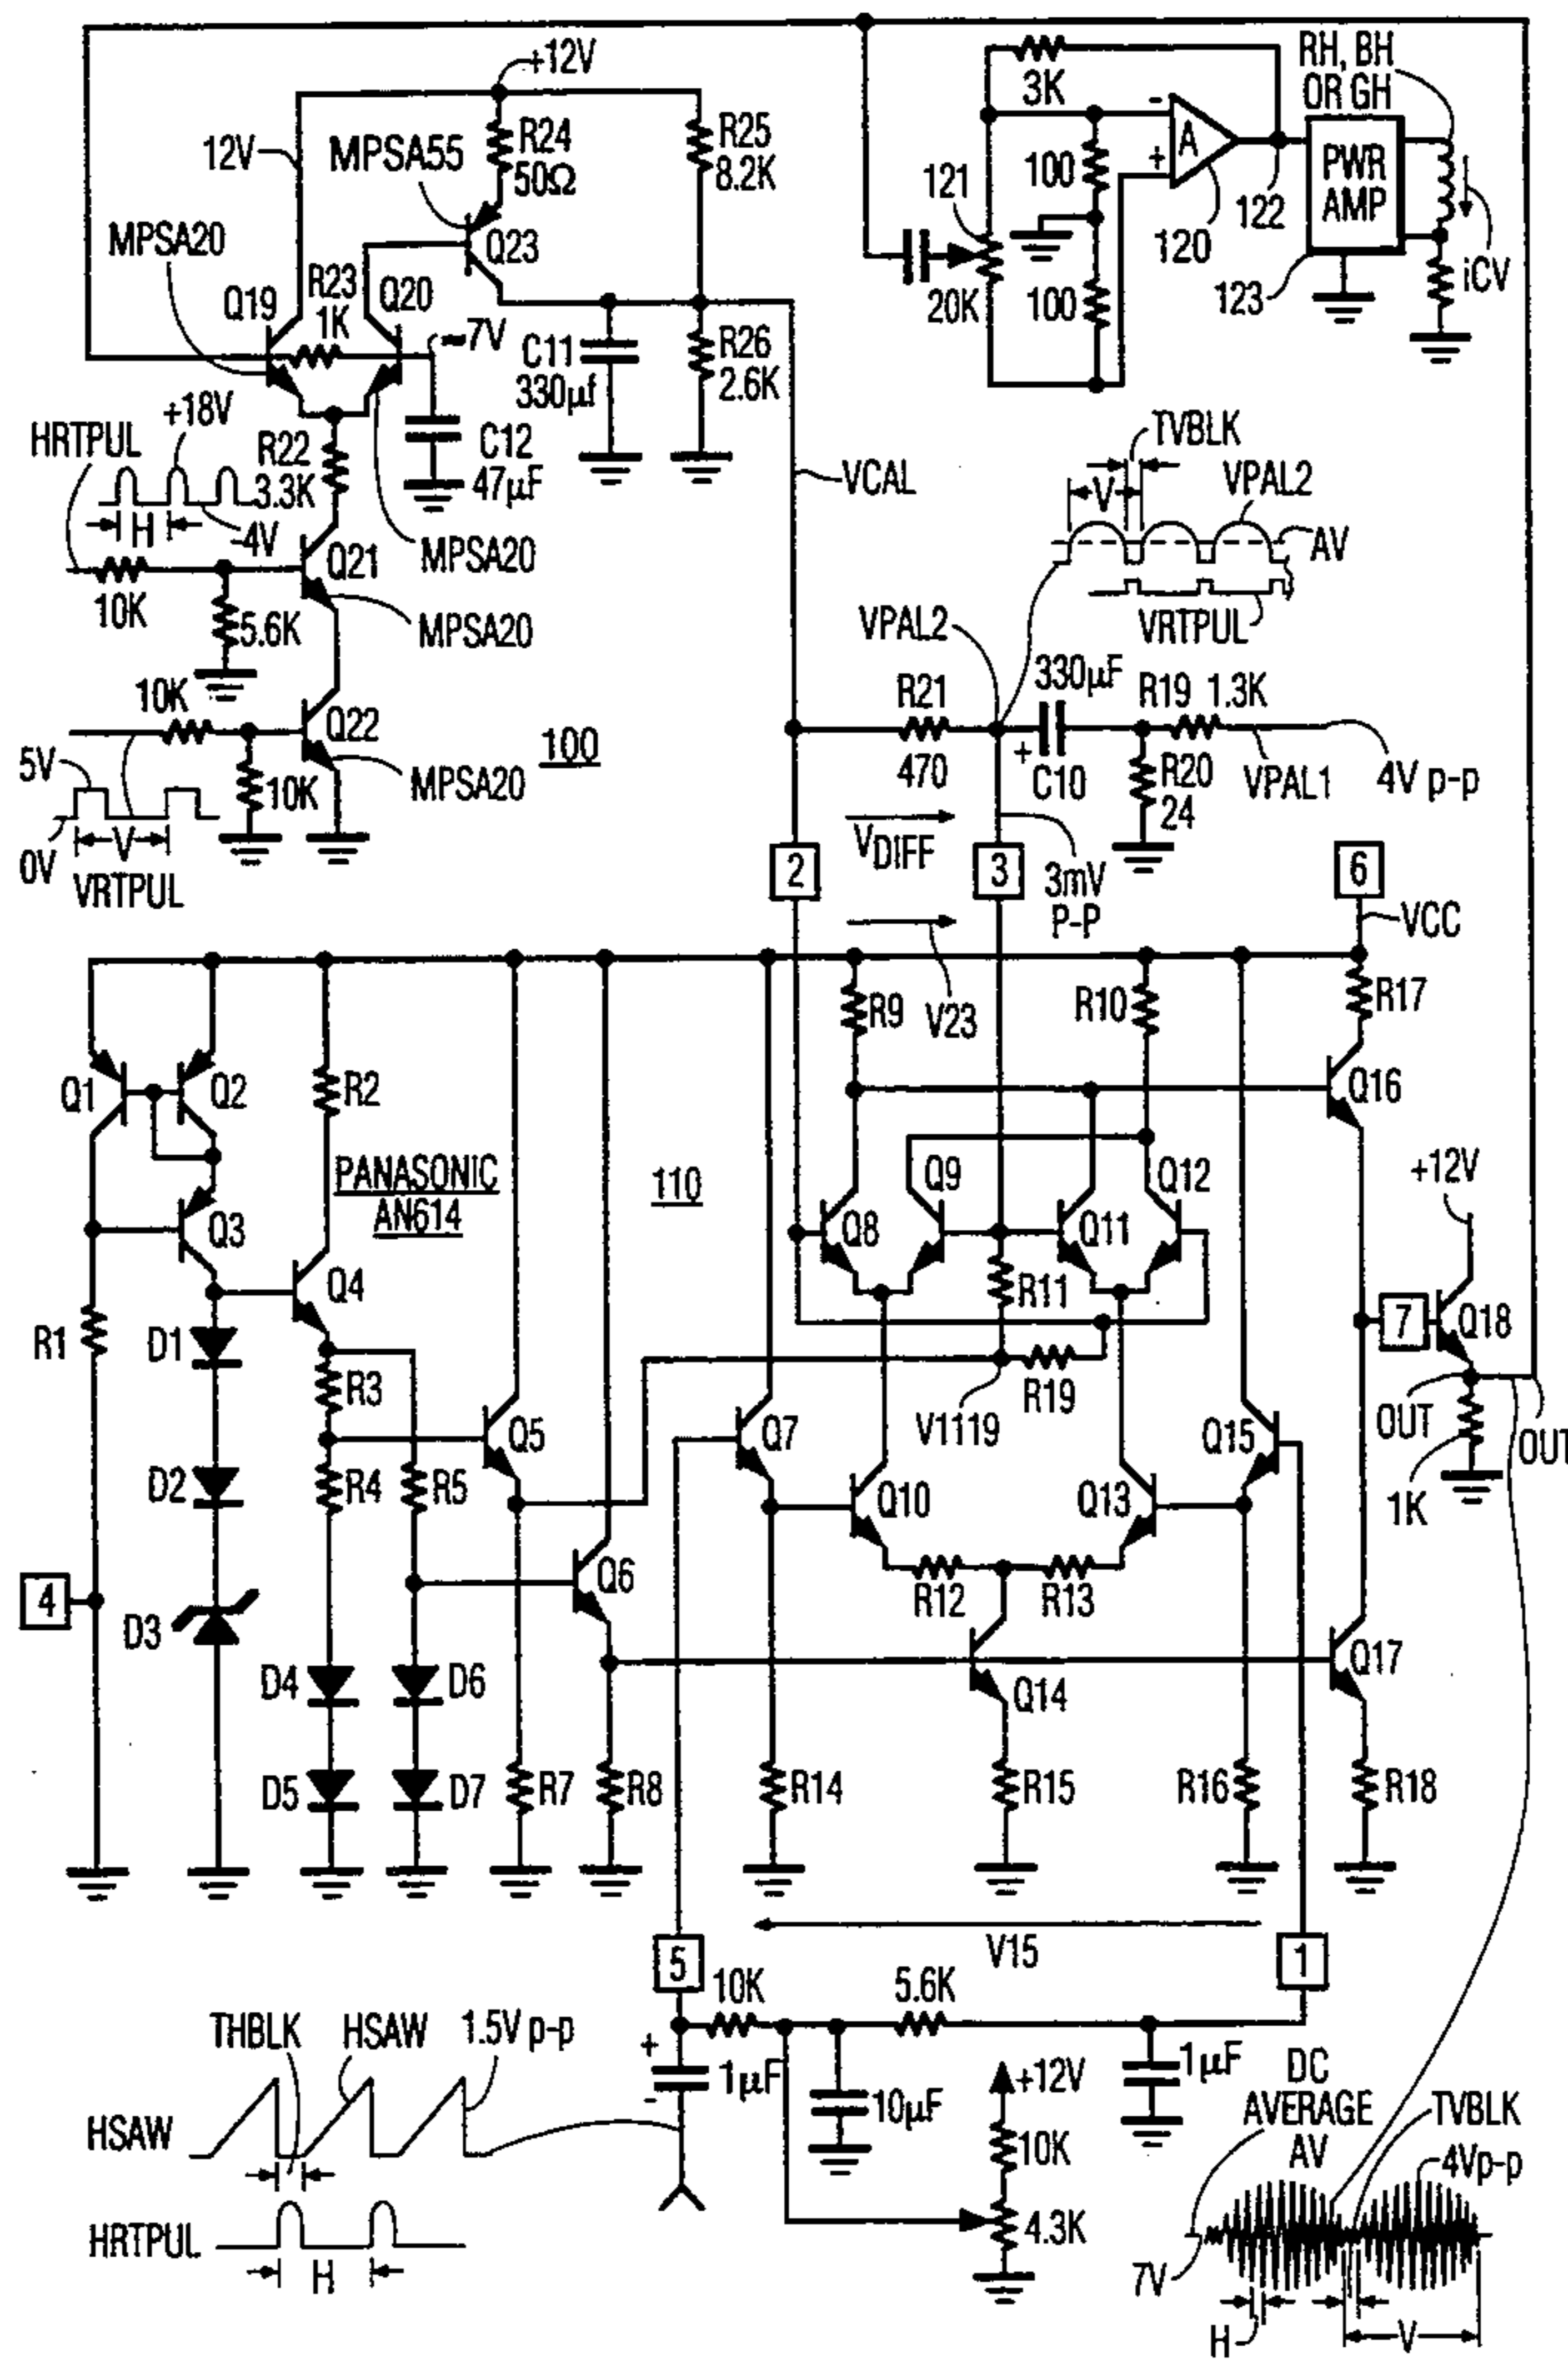 +12V
RH, BH
OR GH
3K
R24
50Ω
R25
8.2K
12V
MPSA55
A
PWR
AMP
100
121
122
120
MPSA20
Q23
R23
1K
Q19
Q20
20K
100
123
iCV
≈7V
C11
330µf
R26
2.6K
+18V
HRTPUL
R22
3.3K
C12
47µF
VCAL
TVBLK
V
VPAL2
AV
H
-4V
Q21
MPSA20
10K
5.6K
MPSA20
VRTPUL
VPAL2
330µF
R19 1.3K
10K
R21
Q22
100
470
+
C10
R20
24
VPAL1
4V p-p
5V
10K
MPSA20
0V
V
VRTPUL
VDIFF
2
3
3mV
P-P
6
VCC
R9
V23
R10
R17
Q1
Q2
R2
Q16
PANASONIC
AN614
110
+12V
Q3
Q8
Q9
Q11
Q12
Q4
R11
7
Q18
R1
D1
R3
R19
V1119
OUT
OUT
Q5
Q7
Q15
D2
R4
R5
Q10
Q13
1K
4
D3
Q6
R12
R13
D4
D6
Q14
Q17
D5
D7
R7
R8
R14
R15
R16
R18
V15
5
1
10K
5.6K
THBLK
HSAW
1.5V p-p
+
1µF
-
1µF
HSAW
10µF
+12V
DC
AVERAGE
AV
TVBLK
10K
4Vp-p
HRTPUL
4.3K
H
7V
H
V